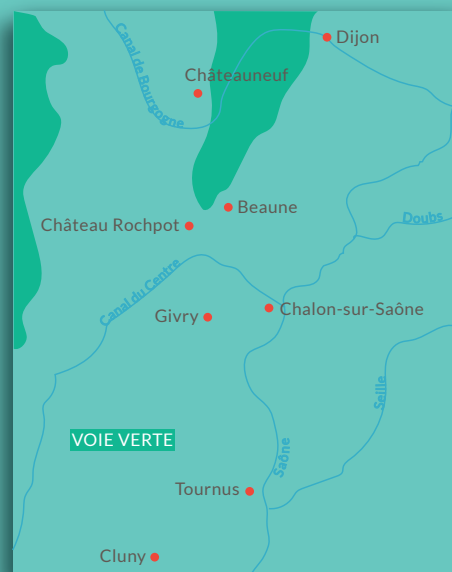 Dijon
Canal de Bourgogne
Châteauneuf
Beaune
Doubs
Château Rochpot
Canal du Centre
Givry
Chalon-sur-Saône
Seille
VOIE VERTE
Saône
Tournus
Cluny